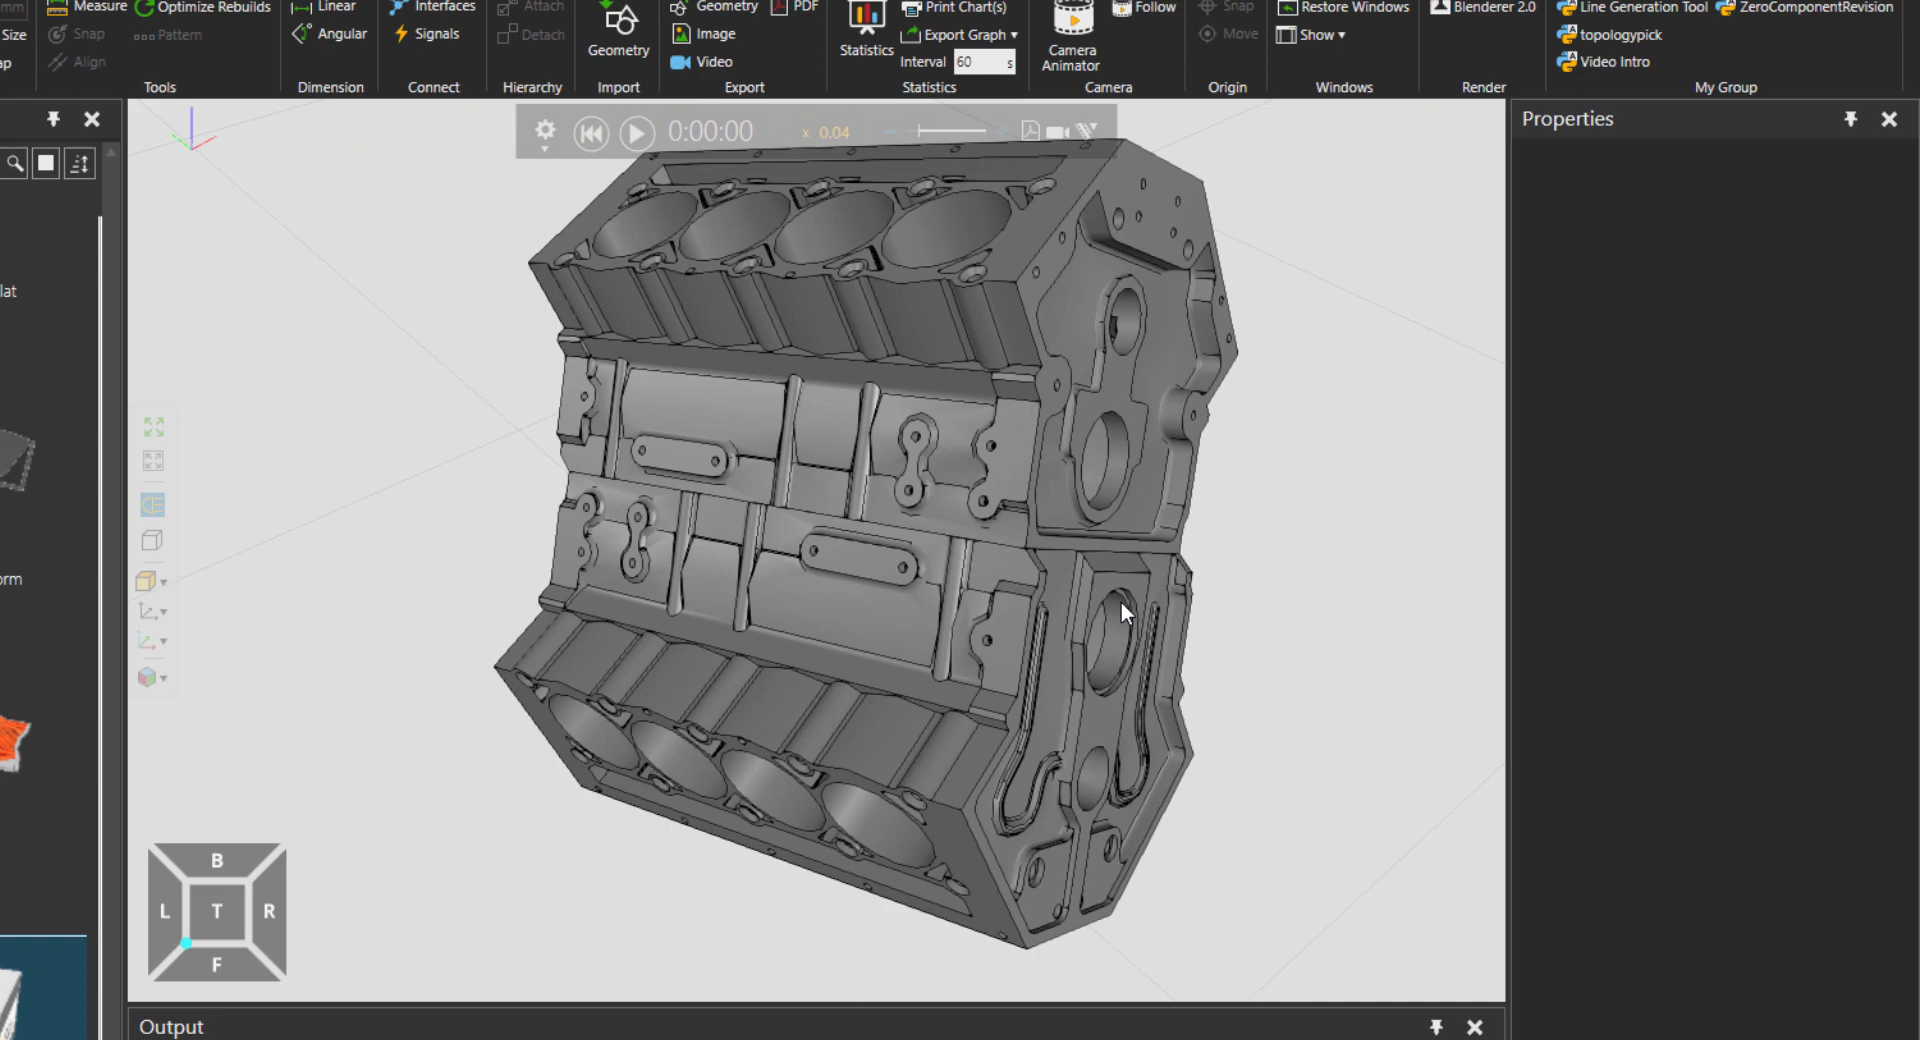 mm Measure Optimize Rebuilds Linear Interfaces Attach Geometry PDF Print Chart(s) Follow Snap Restore Windows Blenderer 2.0 Line Generation Tool ZeroComponentRevision
Size Snap Pattern Angular Signals Detach Geometry Image Statistics Export Graph Camera Animator Move Show topologypick
ap Align Video Interval 60 s Video Intro
Tools Dimension Connect Hierarchy Import Export Statistics Camera Origin Windows Render My Group
Properties
0:00:00 x 0.04
lat
orm
B
L T R
F
Output